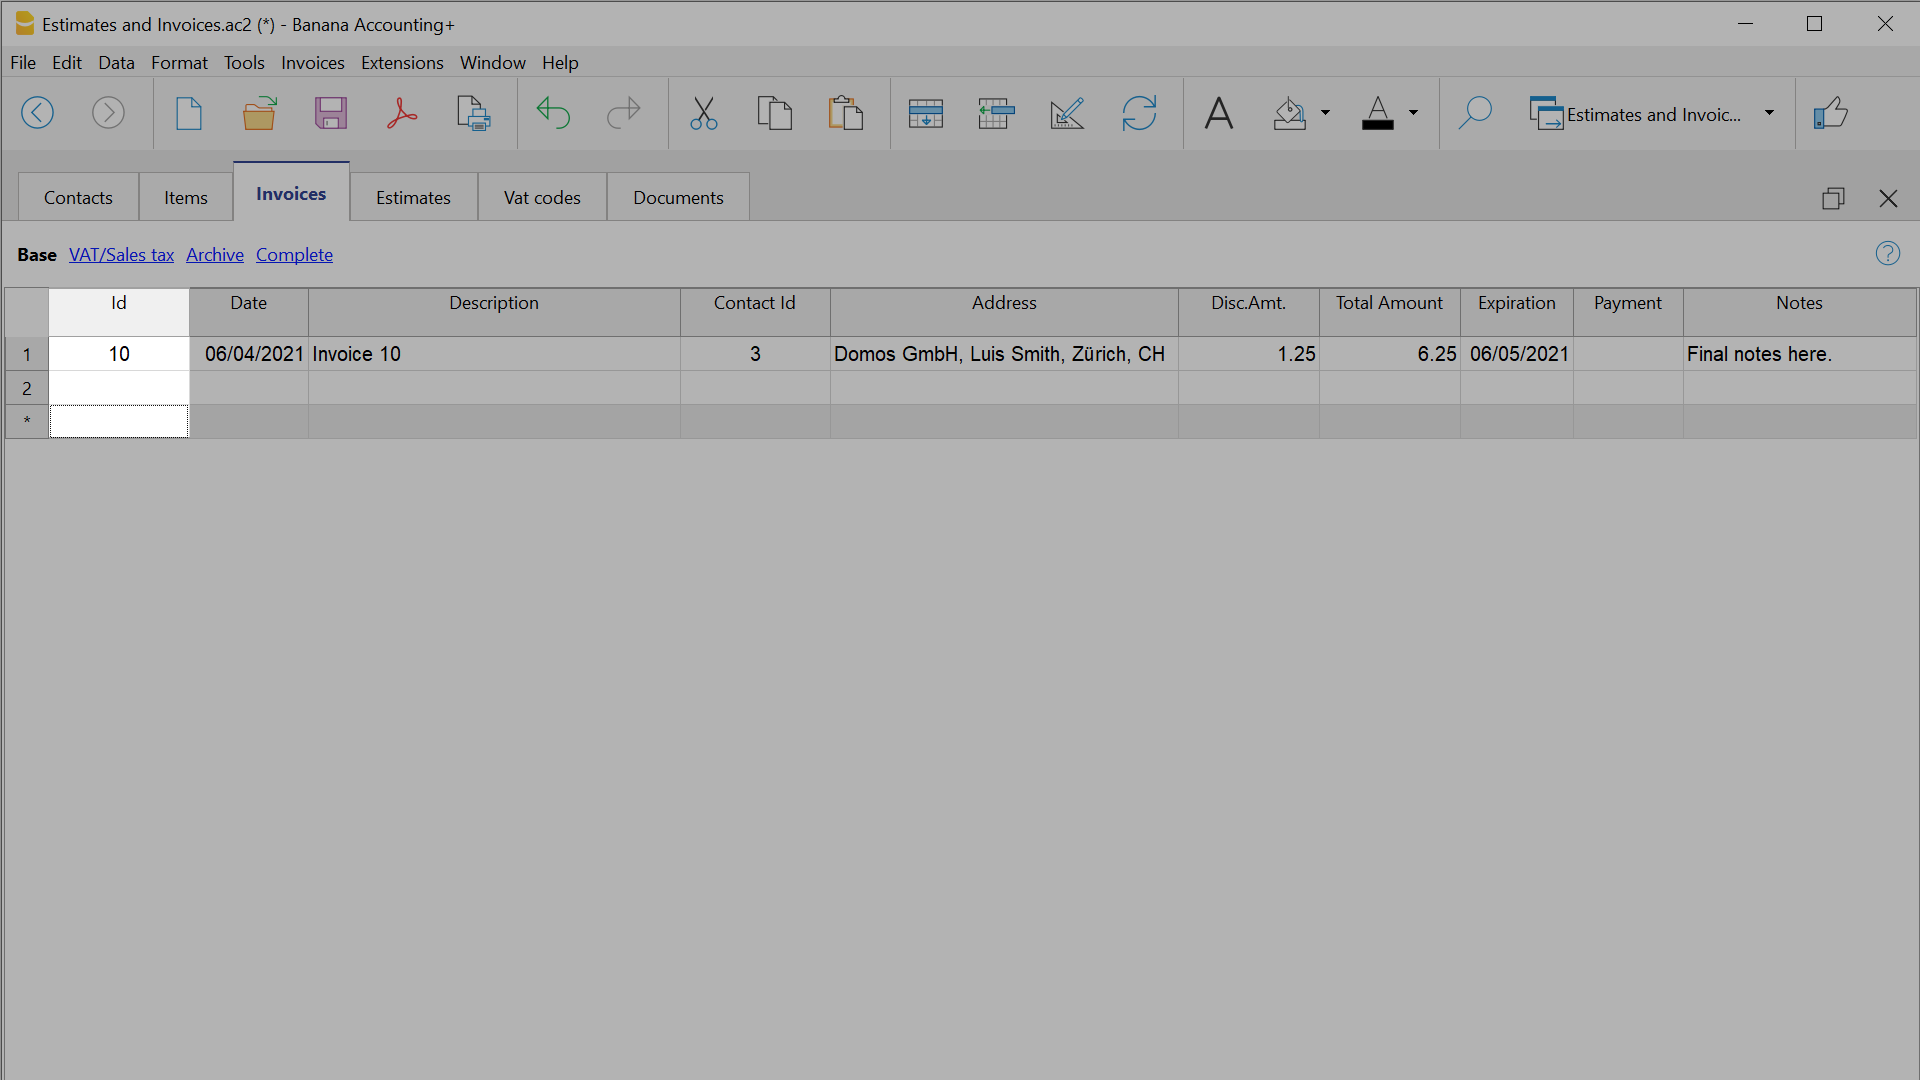 Estimates and Invoices.ac2 (*) - Banana Accounting+
File Edit Data Format Tools Invoices Extensions Window Help
Estimates and Invoic...
Contacts Items Invoices Estimates Vat codes Documents
Base VAT/Sales tax Archive Complete
Id Date Description Contact Id Address Disc.Amt. Total Amount Expiration Payment Notes
1 10 06/04/2021 Invoice 10 3 Domos GmbH, Luis Smith, Zürich, CH 1.25 6.25 06/05/2021 Final notes here.
2
*